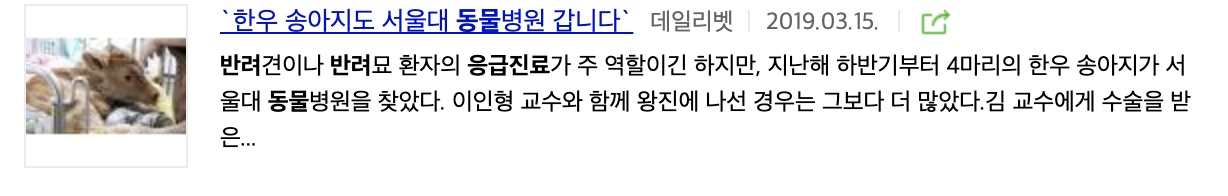 `한우 송아지도 서울대 동물병원 갑니다` 데일리벳 2019.03.15.
반려견이나 반려묘 환자의 응급진료가 주 역할이긴 하지만, 지난해 하반기부터 4마리의 한우 송아지가 서
울대 동물병원을 찾았다. 이인형 교수와 함께 왕진에 나선 경우는 그보다 더 많았다.김 교수에게 수술을 받
은...